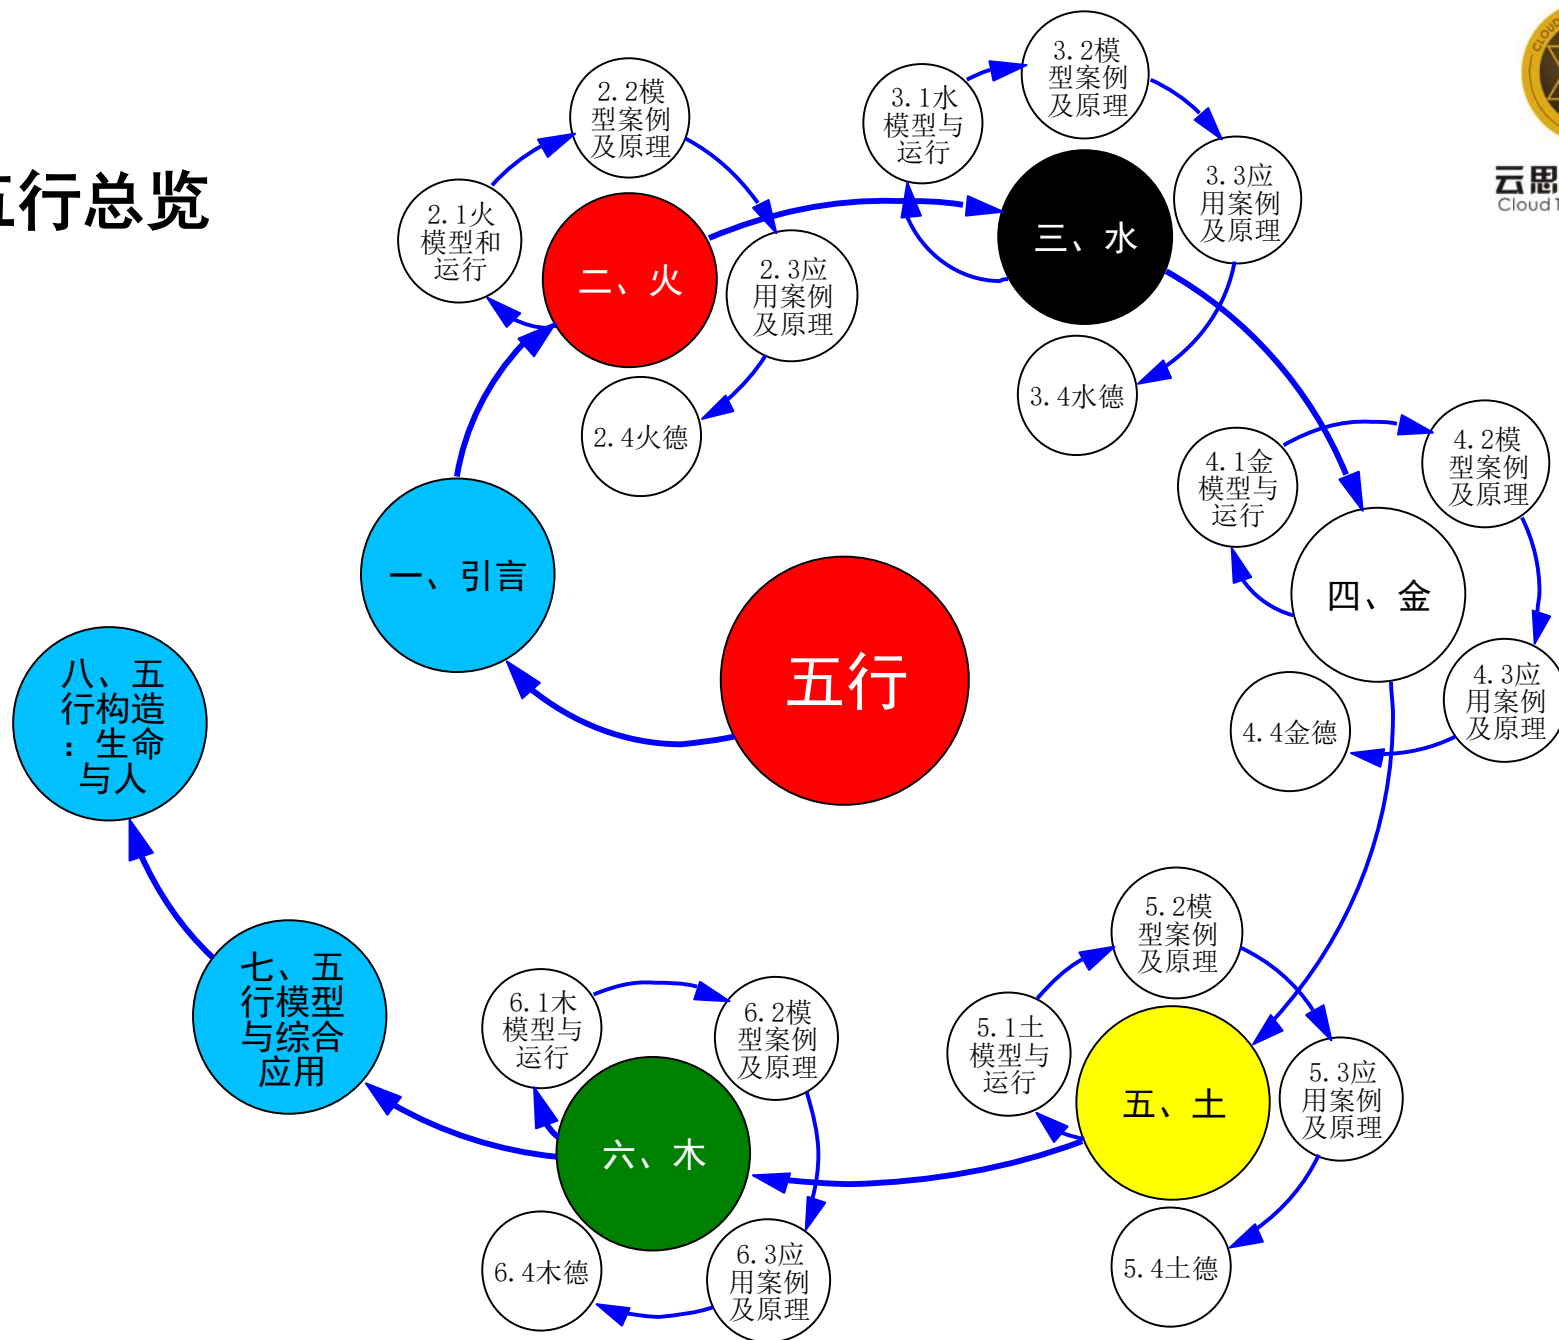 五行总览
CLOUD
云思
Cloud T
2.2模
型案例
及原理
2.1火
模型和
运行
二、火
2.3应
用案例
及原理
2.4火德
3.1水
模型与
运行
3.2模
型案例
及原理
3.3应
用案例
及原理
三、水
3.4水德
4.1金
模型与
运行
4.2模
型案例
及原理
四、金
4.3应
用案例
及原理
4.4金德
一、引言
五行
八、五
行构造
：生命
与人
七、五
行模型
与综合
应用
6.1木
模型与
运行
6.2模
型案例
及原理
六、木
6.3应
用案例
及原理
6.4木德
5.1土
模型与
运行
5.2模
型案例
及原理
五、土
5.3应
用案例
及原理
5.4土德